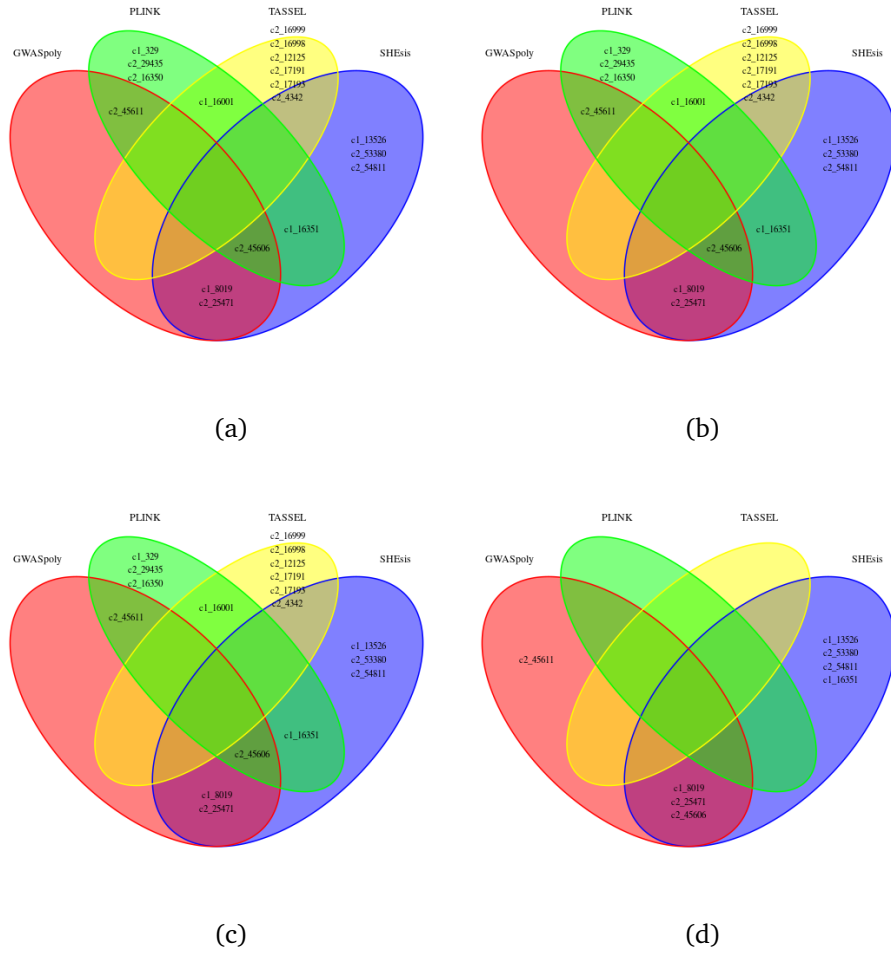 PLINK
TASSEL
GWASpoly
SHEsis
c1_329
c2_29435
c2_16350
c2_16999
c2_16998
c2_12125
c2_17191
c2_17193
c2_4342
c2_45611
c1_16001
c1_13526
c2_53380
c2_54811
c1_16351
c2_45606
c1_8019
c2_25471
(a)
PLINK
TASSEL
GWASpoly
SHEsis
c1_329
c2_29435
c2_16350
c2_16999
c2_16998
c2_12125
c2_17191
c2_17193
c2_4342
c2_45611
c1_16001
c1_13526
c2_53380
c2_54811
c1_16351
c2_45606
c1_8019
c2_25471
(b)
PLINK
TASSEL
GWASpoly
SHEsis
c1_329
c2_29435
c2_16350
c2_16999
c2_16998
c2_12125
c2_17191
c2_17193
c2_4342
c2_45611
c1_16001
c1_13526
c2_53380
c2_54811
c1_16351
c2_45606
c1_8019
c2_25471
(c)
PLINK
TASSEL
GWASpoly
SHEsis
c2_45611
c1_13526
c2_53380
c2_54811
c1_16351
c1_8019
c2_25471
c2_45606
(d)